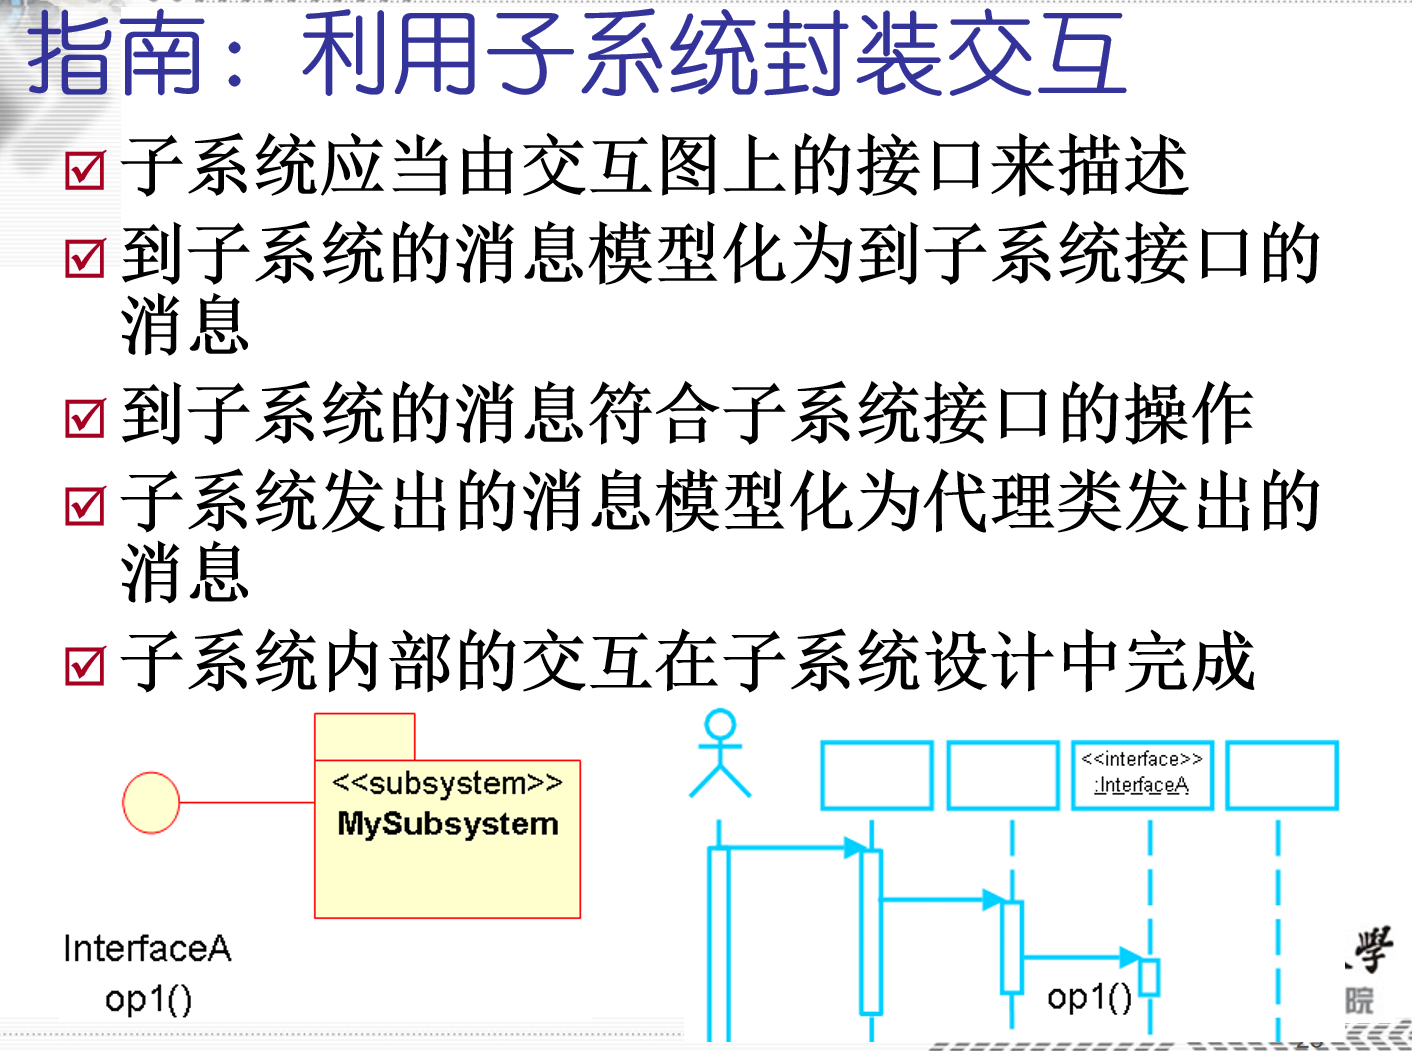 指南：利用子系统封装交互
子系统应当由交互图上的接口来描述
到子系统的消息模型化为到子系统接口的
消息
到子系统的消息符合子系统接口的操作
子系统发出的消息模型化为代理类发出的
消息
子系统内部的交互在子系统设计中完成
<<subsystem>>
MySubsystem
InterfaceA
op1()
<<interface>>
:InterfaceA
op1()
學
院